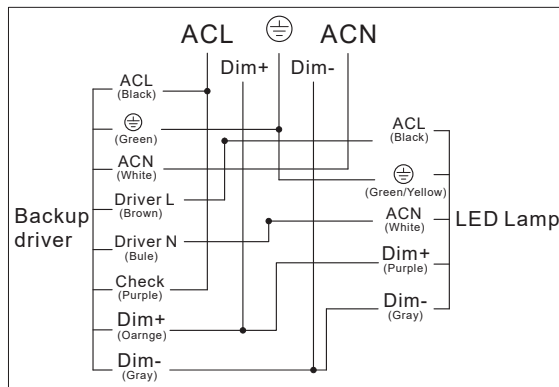 ACL ACN
Dim+ Dim-
ACL
(Black)
(Green)
ACN
(White)
Driver L
(Brown)
Backup
driver
Driver N
(Bule)
Check
(Purple)
Dim+
(Oarnge)
Dim-
(Gray)
ACL
(Black)
(Green/Yellow)
ACN
(White)
LED Lamp
Dim+
(Purple)
Dim-
(Gray)